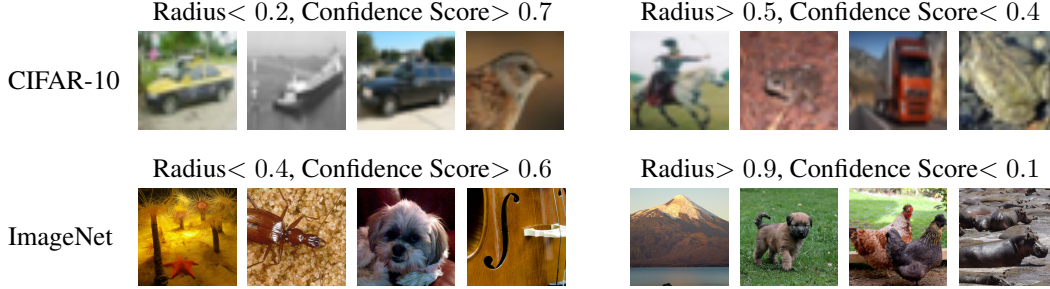 Radius< 0.2, Confidence Score> 0.7
Radius> 0.5, Confidence Score< 0.4
CIFAR-10
Radius< 0.4, Confidence Score> 0.6
Radius> 0.9, Confidence Score< 0.1
ImageNet